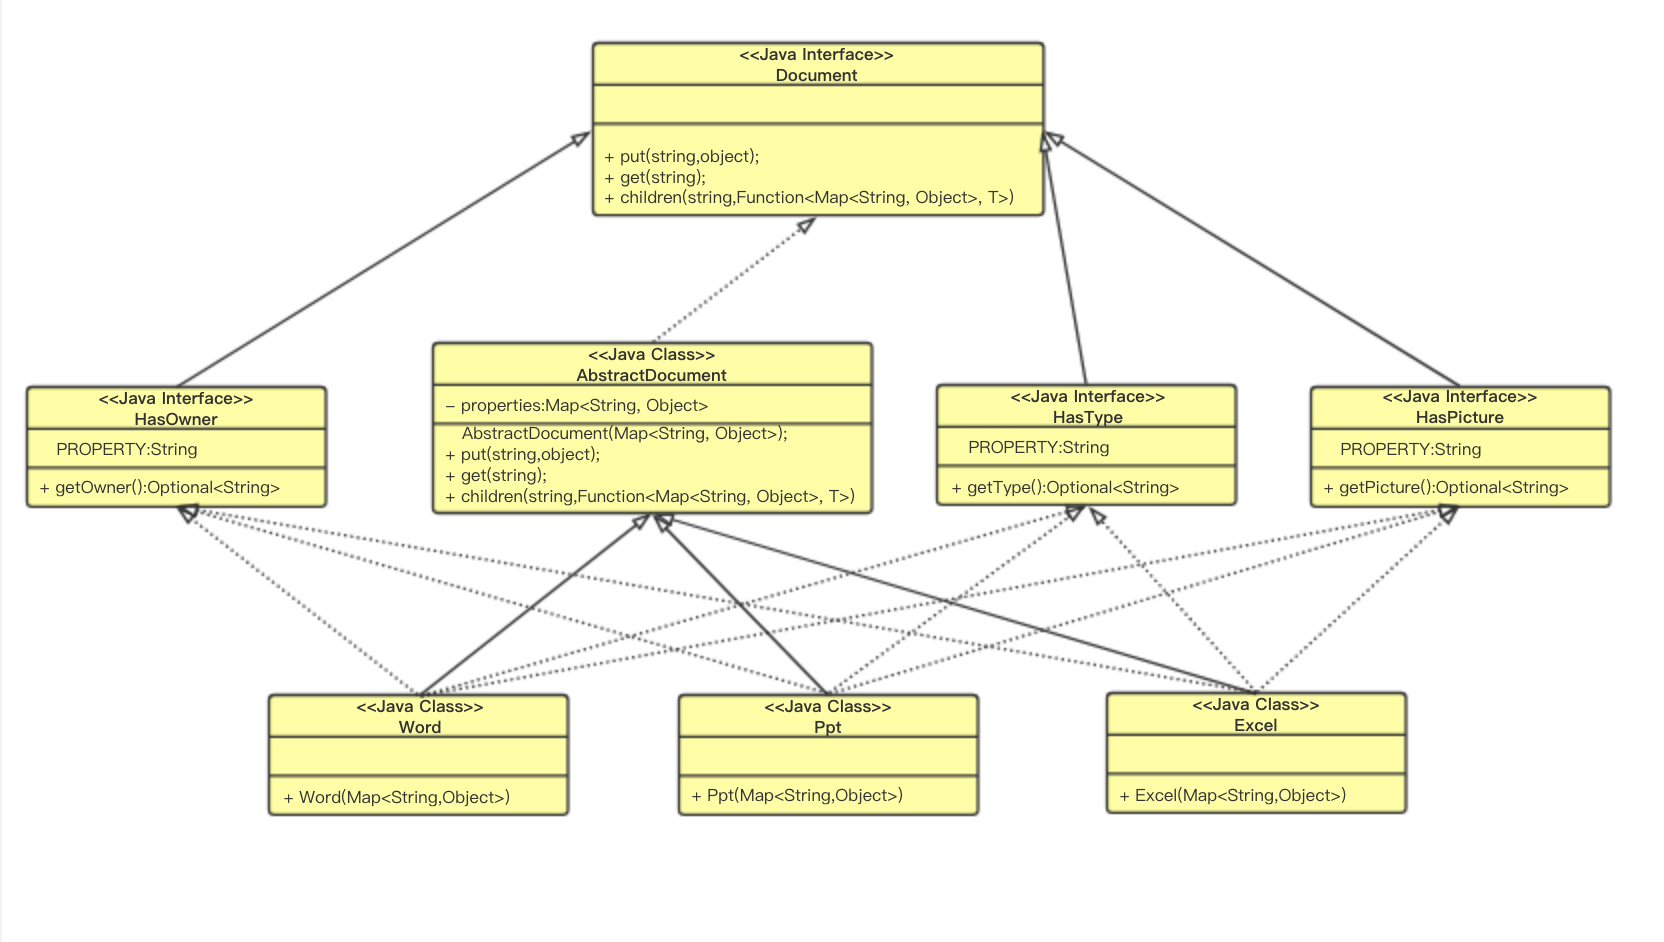 <<Java Interface>>
Document
+ put(string,object);
+ get(string);
+ children(string,Function<Map<String, Object>, T>)
<<Java Interface>>
HasOwner
PROPERTY:String
+ getOwner():Optional<String>
<<Java Class>>
AbstractDocument
- properties:Map<String, Object>
AbstractDocument(Map<String, Object>);
+ put(string,object);
+ get(string);
+ children(string,Function<Map<String, Object>, T>)
<<Java Interface>>
HasType
PROPERTY:String
+ getType():Optional<String>
<<Java Interface>>
HasPicture
PROPERTY:String
+ getPicture():Optional<String>
<<Java Class>>
Word
+ Word(Map<String,Object>)
<<Java Class>>
Ppt
+ Ppt(Map<String,Object>)
<<Java Class>>
Excel
+ Excel(Map<String,Object>)